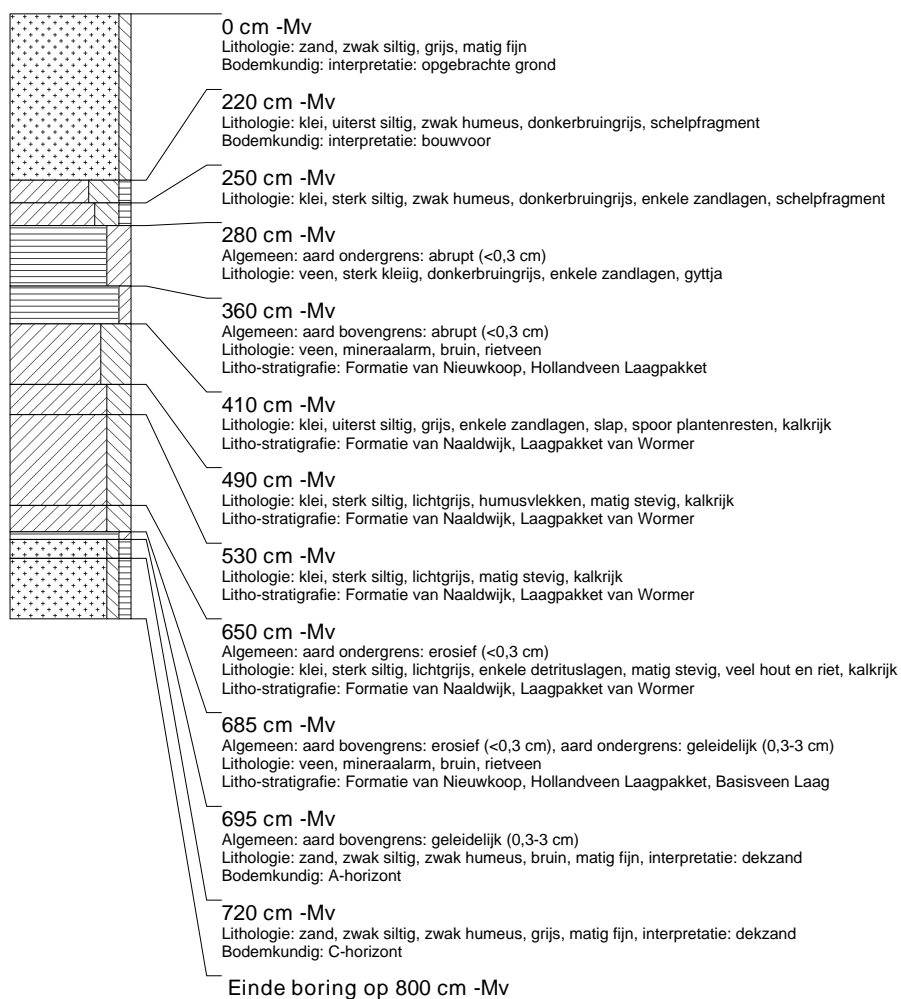 0 cm -Mv
Lithologie: zand, zwak siltig, grijs, matig fijn
Bodemkundig: interpretatie: opgebrachte grond
220 cm -Mv
Lithologie: klei, uiterst siltig, zwak humeus, donkerbruingrijs, schelpfragment
Bodemkundig: interpretatie: bouwvoor
250 cm -Mv
Lithologie: klei, sterk siltig, zwak humeus, donkerbruingrijs, enkele zandlagen, schelpfragment
280 cm -Mv
Algemeen: aard ondergrens: abrupt (<0,3 cm)
Lithologie: veen, sterk kleiig, donkerbruingrijs, enkele zandlagen, gyttja
360 cm -Mv
Algemeen: aard bovengrens: abrupt (<0,3 cm)
Lithologie: veen, mineraalarm, bruin, rietveen
Litho-stratigrafie: Formatie van Nieuwkoop, Hollandveen Laagpakket
410 cm -Mv
Lithologie: klei, uiterst siltig, grijs, enkele zandlagen, slap, spoor plantenresten, kalkrijk
Litho-stratigrafie: Formatie van Naaldwijk, Laagpakket van Wormer
490 cm -Mv
Lithologie: klei, sterk siltig, lichtgrijs, humusvlekken, matig stevig, kalkrijk
Litho-stratigrafie: Formatie van Naaldwijk, Laagpakket van Wormer
530 cm -Mv
Lithologie: klei, sterk siltig, lichtgrijs, matig stevig, kalkrijk
Litho-stratigrafie: Formatie van Naaldwijk, Laagpakket van Wormer
650 cm -Mv
Algemeen: aard ondergrens: erosief (<0,3 cm)
Lithologie: klei, sterk siltig, lichtgrijs, enkele detrituslagen, matig stevig, veel hout en riet, kalkrijk
Litho-stratigrafie: Formatie van Naaldwijk, Laagpakket van Wormer
685 cm -Mv
Algemeen: aard bovengrens: erosief (<0,3 cm), aard ondergrens: geleidelijk (0,3-3 cm)
Lithologie: veen, mineraalarm, bruin, rietveen
Litho-stratigrafie: Formatie van Nieuwkoop, Hollandveen Laagpakket, Basisveen Laag
695 cm -Mv
Algemeen: aard bovengrens: geleidelijk (0,3-3 cm)
Lithologie: zand, zwak siltig, zwak humeus, bruin, matig fijn, interpretatie: dekzand
Bodemkundig: A-horizont
720 cm -Mv
Lithologie: zand, zwak siltig, zwak humeus, grijs, matig fijn, interpretatie: dekzand
Bodemkundig: C-horizont
Einde boring op 800 cm -Mv